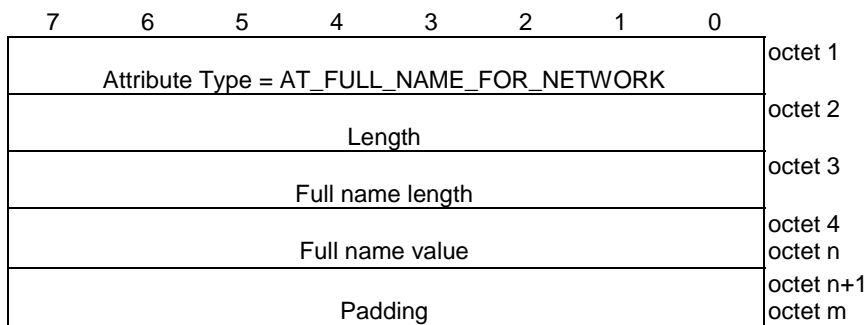 7 6 5 4 3 2 1 0
octet 1
Attribute Type = AT_FULL_NAME_FOR_NETWORK
octet 2
Length
octet 3
Full name length
octet 4
Full name value octet n
octet n+1
Padding octet m